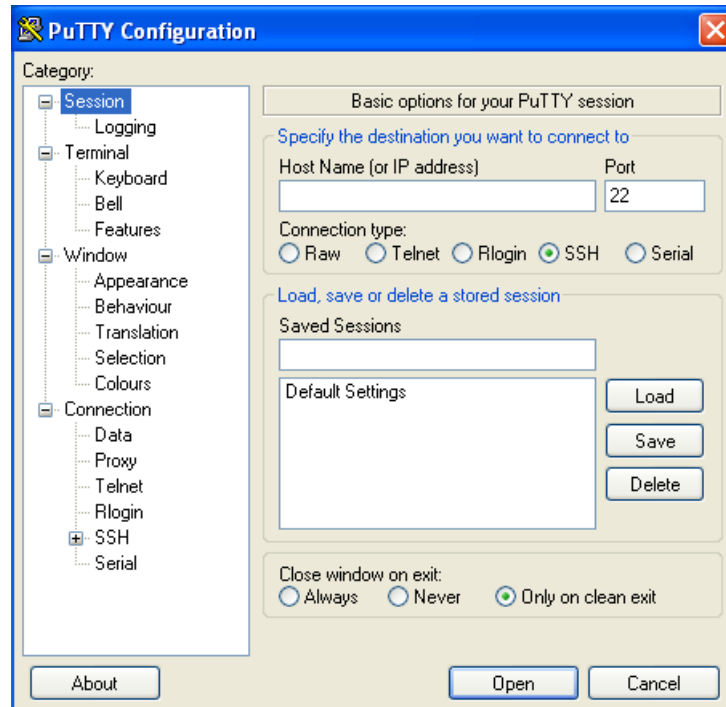 PuTTY Configuration
Category:
Session
Logging
Terminal
Keyboard
Bell
Features
Window
Appearance
Behaviour
Translation
Selection
Colours
Connection
Data
Proxy
Telnet
Rlogin
SSH
Serial
Basic options for your PuTTY session
Specify the destination you want to connect to
Host Name (or IP address) Port
22
Connection type:
Raw Telnet Rlogin SSH Serial
Load, save or delete a stored session
Saved Sessions
Default Settings
Load
Save
Delete
Close window on exit:
Always Never Only on clean exit
About Open Cancel